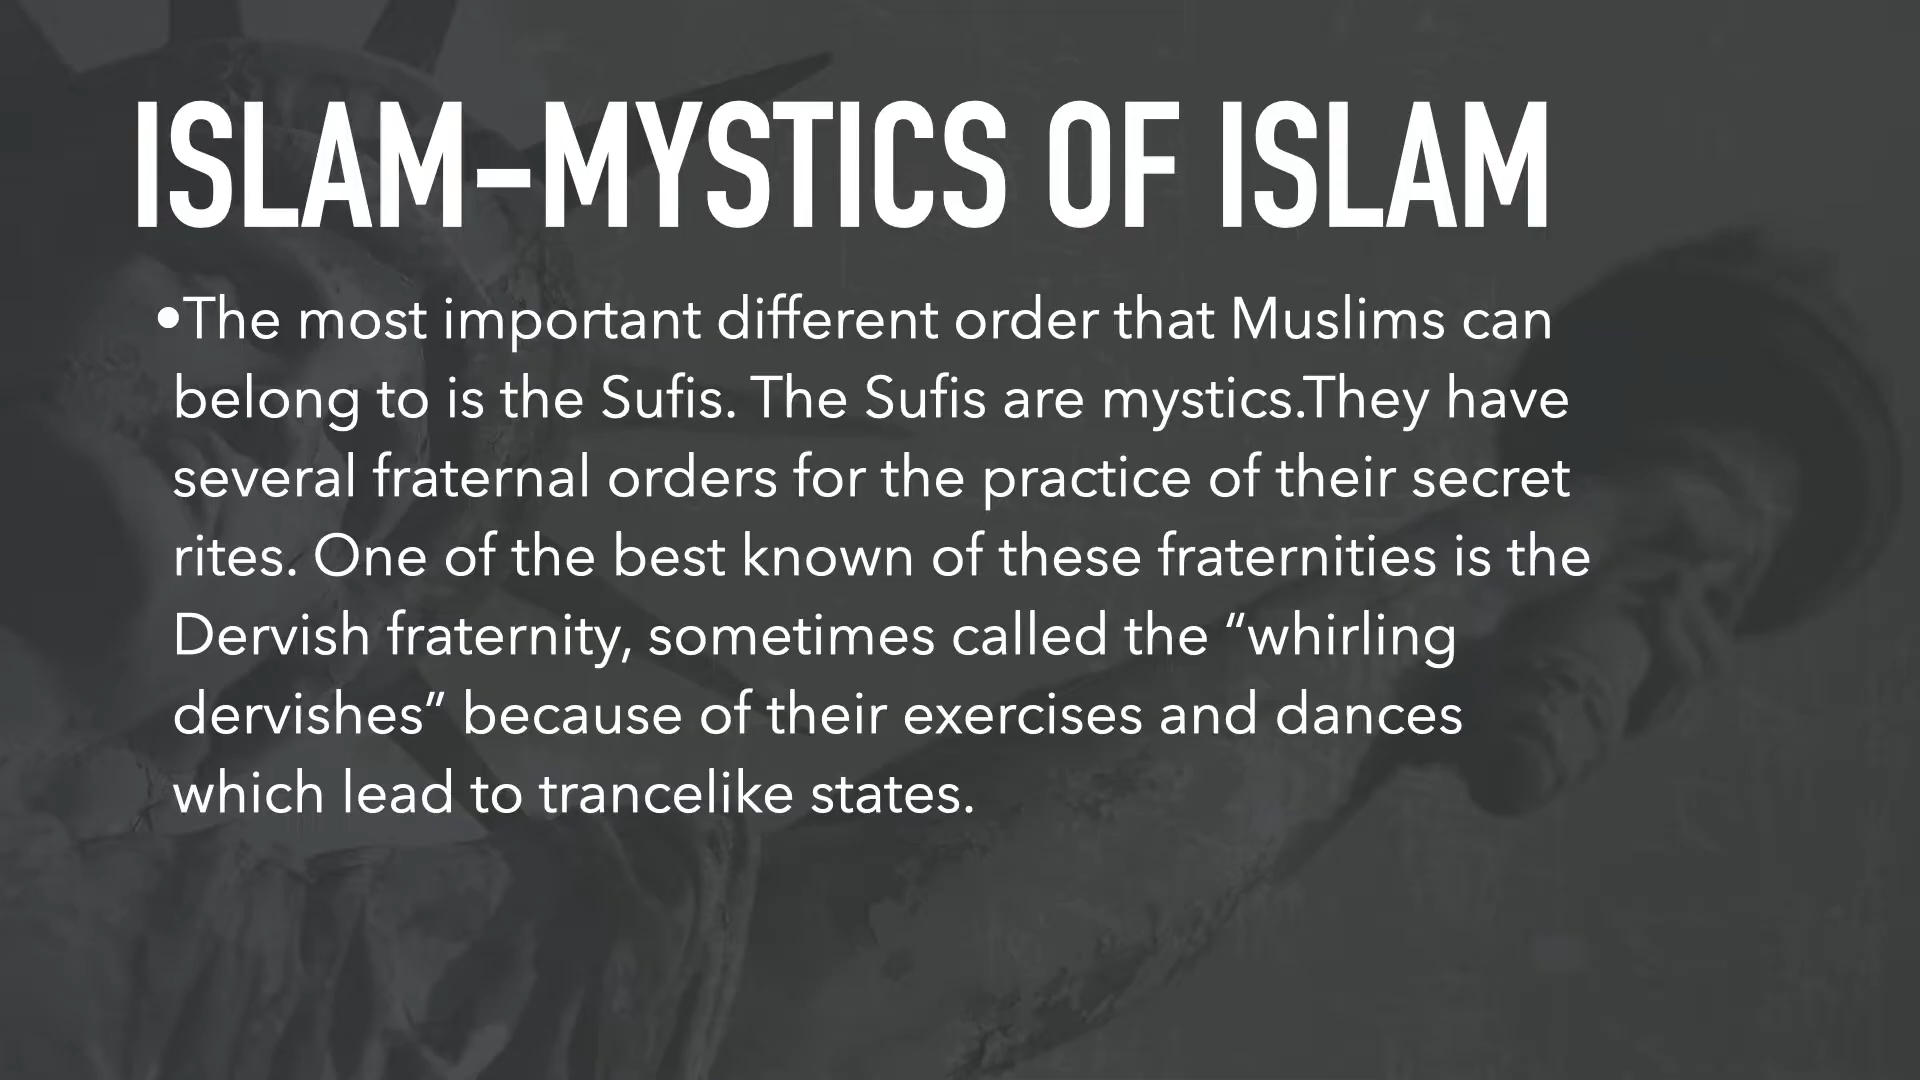 ISLAM-MYSTICS OF ISLAM
•The most important different order that Muslims can
belong to is the Sufis. The Sufis are mystics.They have
several fraternal orders for the practice of their secret
rites. One of the best known of these fraternities is the
Dervish fraternity, sometimes called the “whirling
dervishes” because of their exercises and dances
which lead to trancelike states.